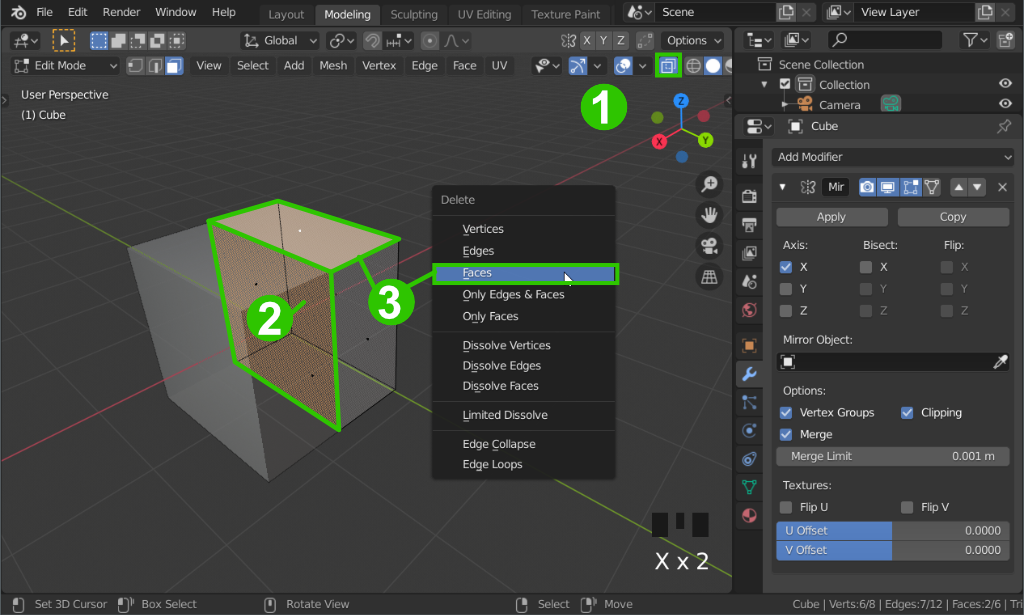 File Edit Render Window Help Layout Modeling Sculpting UV Editing Texture Paint Scene View Layer
Global X Y Z Options
Edit Mode View Select Add Mesh Vertex Edge Face UV
User Perspective
(1) Cube
1
Z
Y
X
2
3
Delete
Vertices
Edges
Faces
Only Edges & Faces
Only Faces
Dissolve Vertices
Dissolve Edges
Dissolve Faces
Limited Dissolve
Edge Collapse
Edge Loops
X x 2
Scene Collection
Collection
Camera
Cube
Add Modifier
Mir
Apply Copy
Axis: Bisect: Flip:
X X X
Y Y Y
Z Z Z
Mirror Object:
Options:
Vertex Groups Clipping
Merge
Merge Limit 0.001 m
Textures:
Flip U Flip V
U Offset 0.0000
V Offset 0.0000
Set 3D Cursor Box Select Rotate View Select Move Cube | Verts:6/8 | Edges:7/12 | Faces:2/6 | Tri